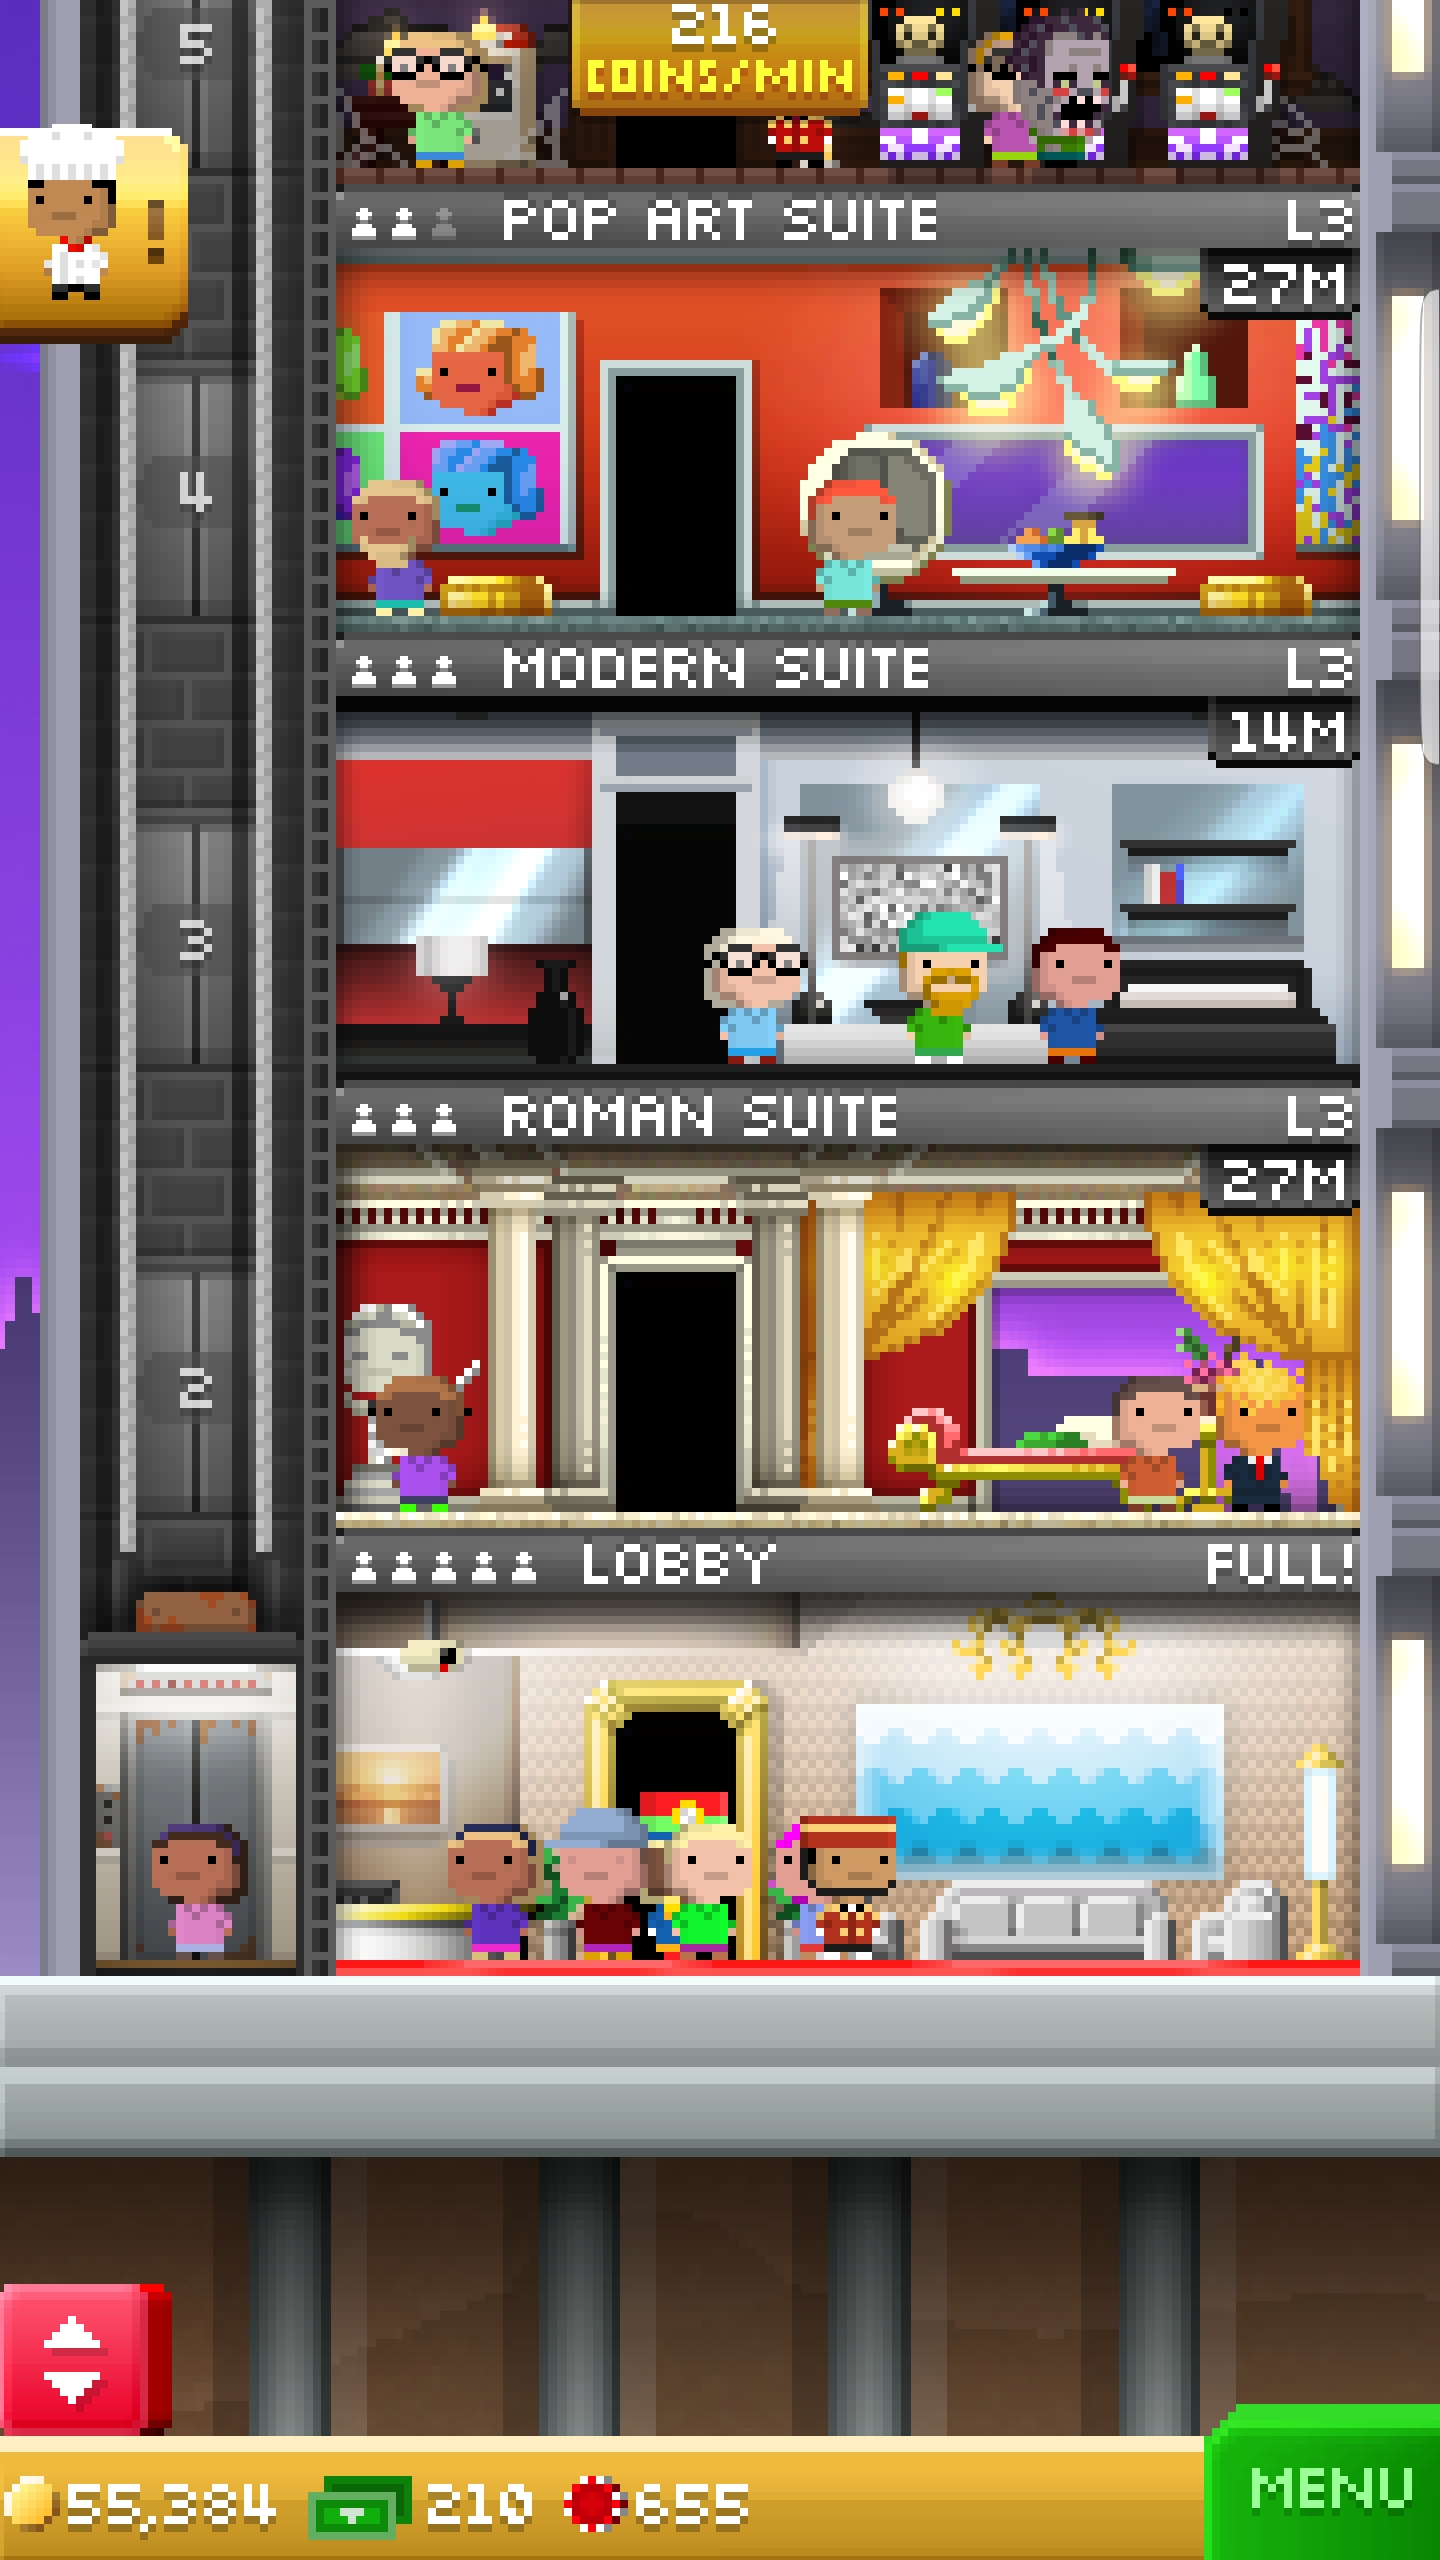 5
216
COINS/MIN
!
POP ART SUITE L3
27M
4
MODERN SUITE L3
14M
3
ROMAN SUITE L3
27M
2
LOBBY FULL!
55,384 210 655
MENU